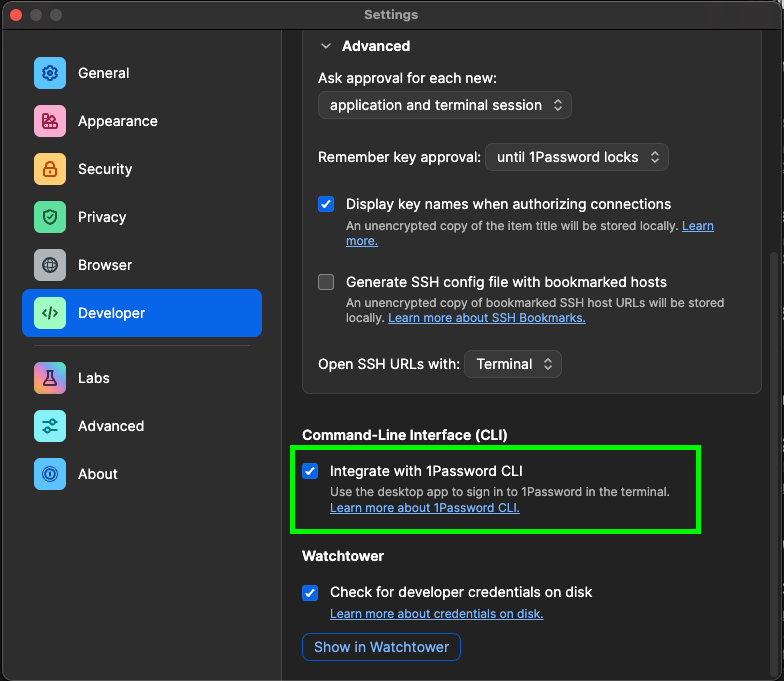 Settings
General
Appearance
Security
Privacy
Browser
Developer
Labs
Advanced
About
Advanced
Ask approval for each new:
application and terminal session
Remember key approval: until 1Password locks
Display key names when authorizing connections
An unencrypted copy of the item title will be stored locally. Learn
more.
Generate SSH config file with bookmarked hosts
An unencrypted copy of bookmarked SSH host URLs will be stored
locally. Learn more about SSH Bookmarks.
Open SSH URLs with: Terminal
Command-Line Interface (CLI)
Integrate with 1Password CLI
Use the desktop app to sign in to 1Password in the terminal.
Learn more about 1Password CLI.
Watchtower
Check for developer credentials on disk
Learn more about credentials on disk.
Show in Watchtower